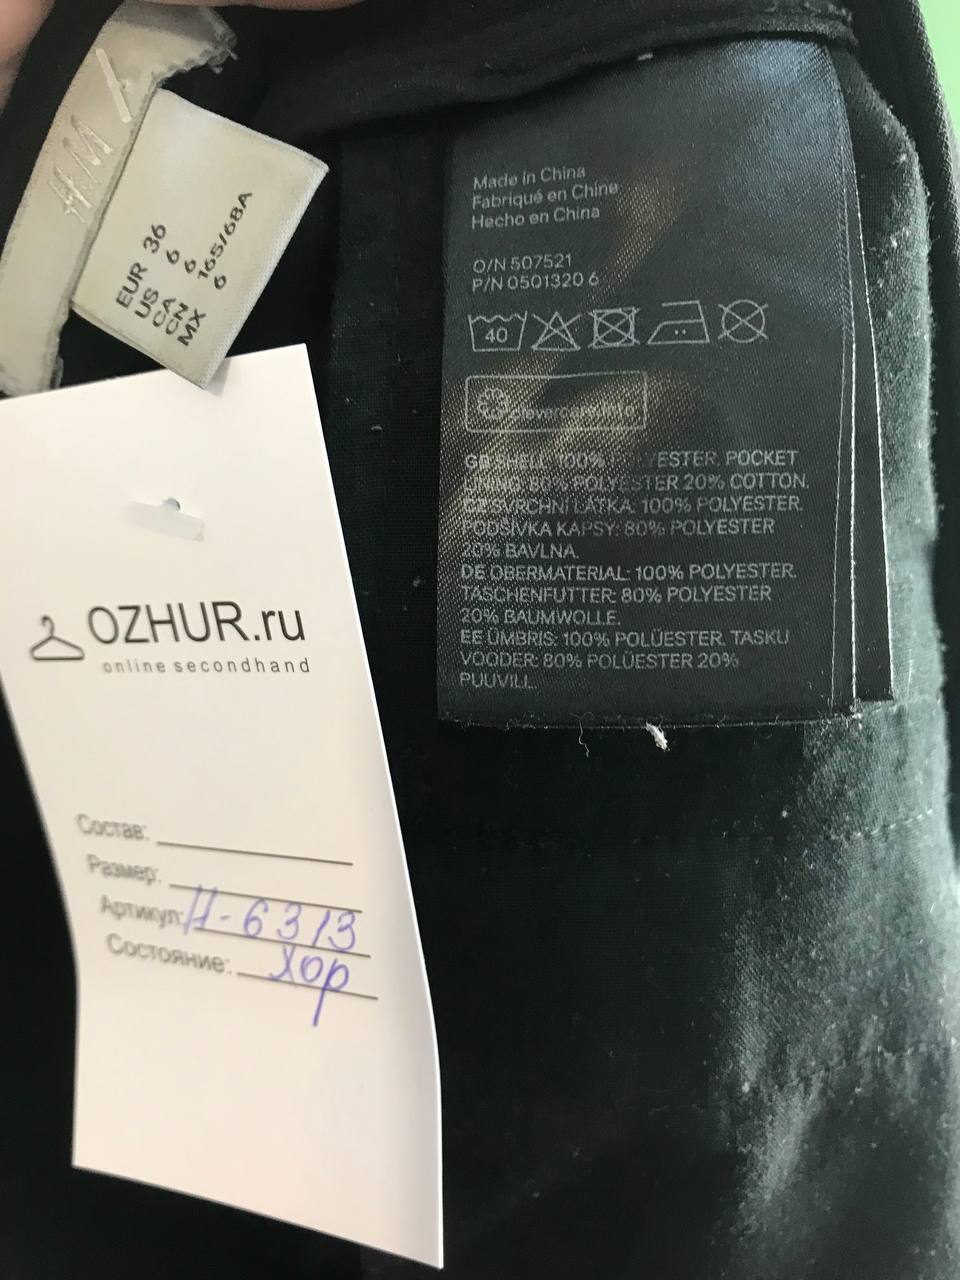 H&M
EUR 36
US 6
CA 6
CN 165/68A
MX 6
Made in China
Fabriqué en Chine
Hecho en China
O/N 507521
P/N 0501320 6
40
clevercare.info
GB SHELL: 100% POLYESTER. POCKET
LINING: 80% POLYESTER 20% COTTON.
CZ SVRCHNÍ LÁTKA: 100% POLYESTER.
PODŠÍVKA KAPSY: 80% POLYESTER
20% BAVLNA.
DE OBERMATERIAL: 100% POLYESTER.
TASCHENFUTTER: 80% POLYESTER
20% BAUMWOLLE.
EE ÜMBRIS: 100% POLÜESTER. TASKU
VOODER: 80% POLÜESTER 20%
PUUVILL.
OZHUR.ru
online secondhand
Состав:
Размер:
Артикул: Н-6313
Состояние: Хор